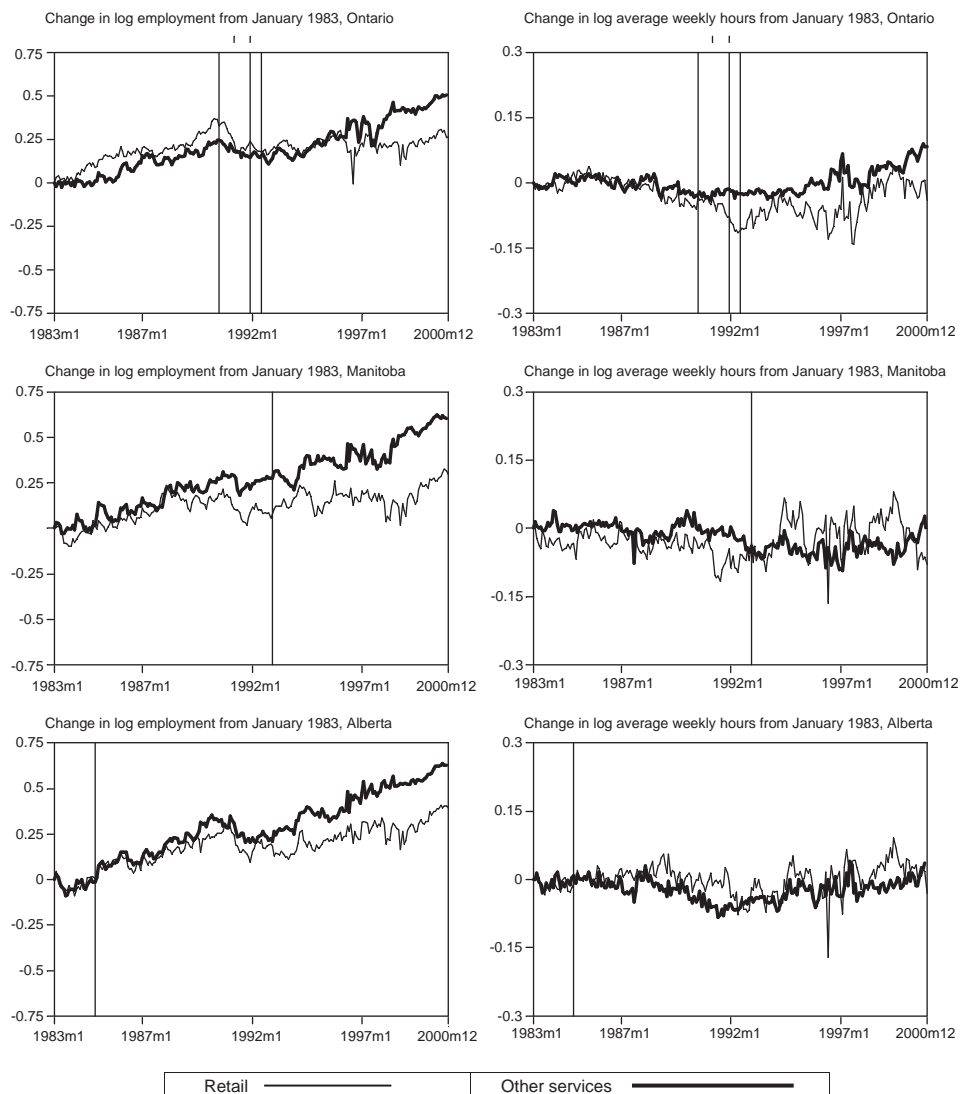 Change in log employment from January 1983, Ontario
0.75
0.5
0.25
0
-0.25
-0.5
-0.75
1983m1 1987m1 1992m1 1997m1 2000m12
Change in log average weekly hours from January 1983, Ontario
0.3
0.15
0
-0.15
-0.3
1983m1 1987m1 1992m1 1997m1 2000m12
Change in log employment from January 1983, Manitoba
0.75
0.5
0.25
0
-0.25
-0.5
-0.75
1983m1 1987m1 1992m1 1997m1 2000m12
Change in log average weekly hours from January 1983, Manitoba
0.3
0.15
0
-0.15
-0.3
1983m1 1987m1 1992m1 1997m1 2000m12
Change in log employment from January 1983, Alberta
0.75
0.5
0.25
0
-0.25
-0.5
-0.75
1983m1 1987m1 1992m1 1997m1 2000m12
Change in log average weekly hours from January 1983, Alberta
0.3
0.15
0
-0.15
-0.3
1983m1 1987m1 1992m1 1997m1 2000m12
Retail Other services